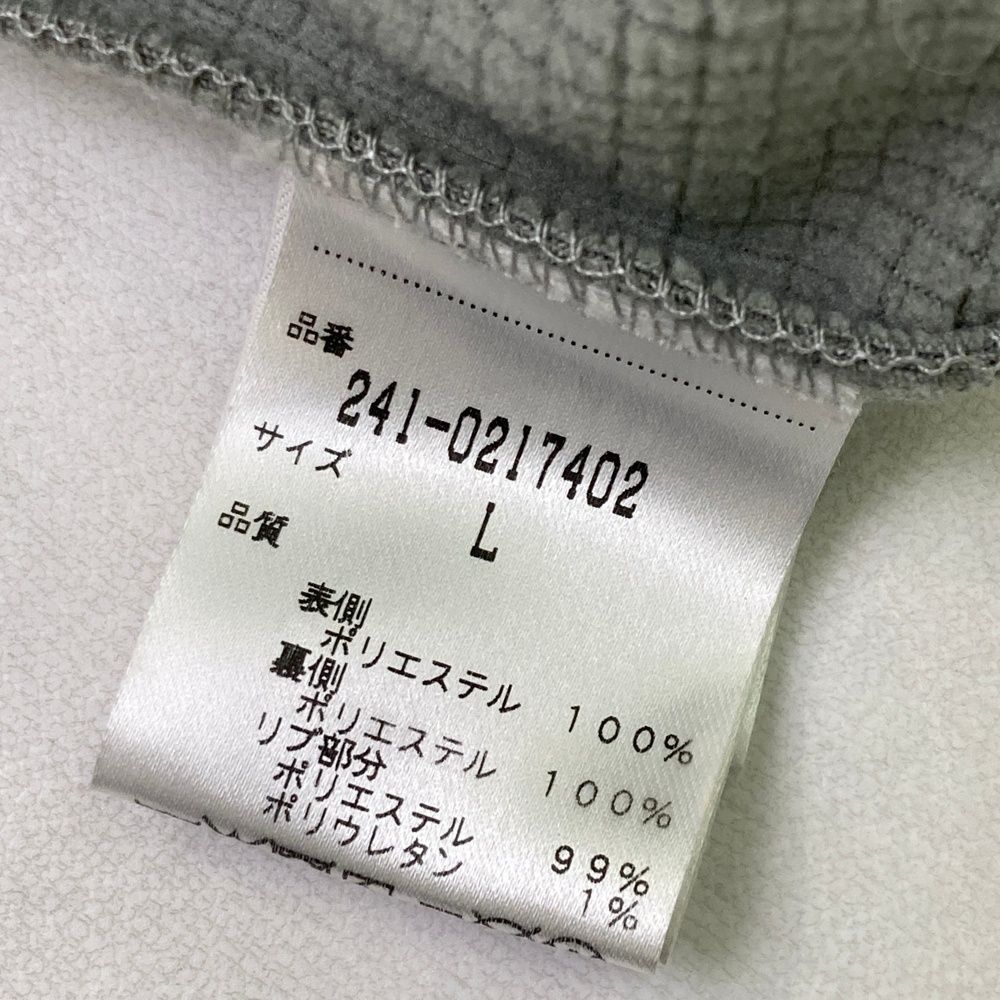 品番
241-0217402
サイズ
L
品質
表側
ポリエステル 100%
裏側
ポリエステル 100%
リブ部分
ポリエステル 99%
ポリウレタン 1%